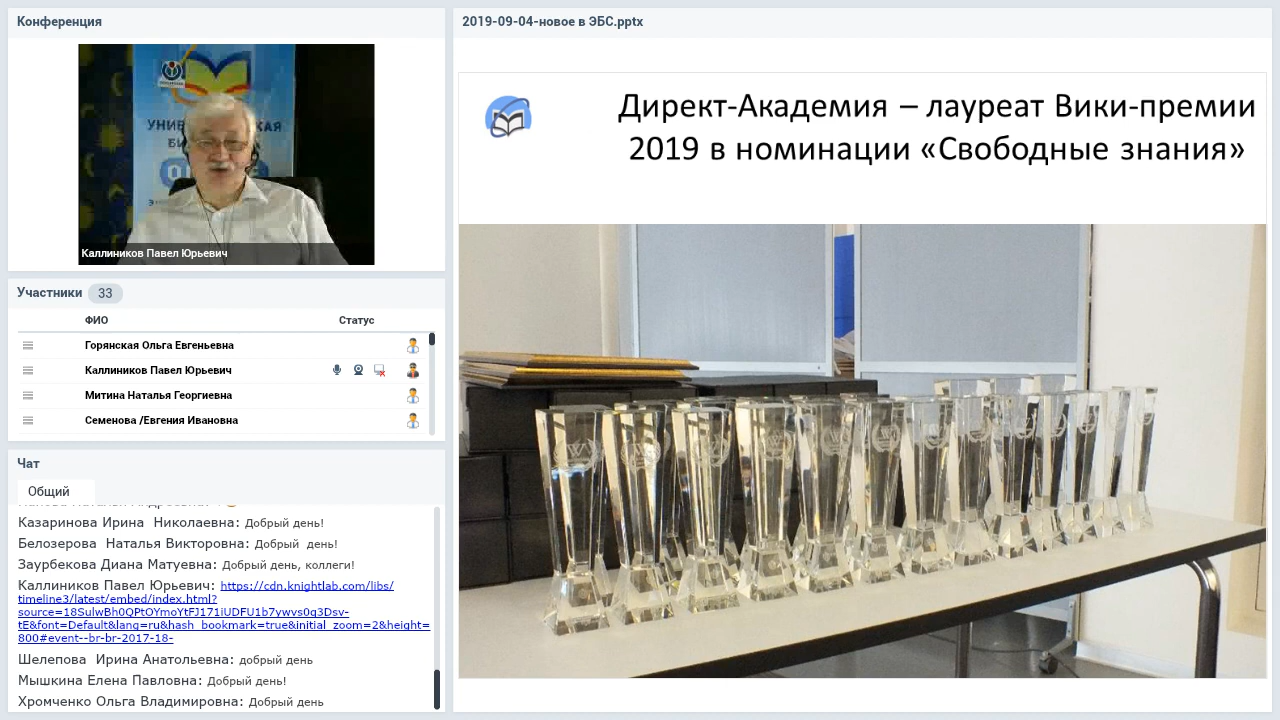 Конференция
УНИВ
СКАЯ
БИ
Каллиников Павел Юрьевич
Участники 33
ФИО Статус
Горянская Ольга Евгеньевна
Каллиников Павел Юрьевич
Митина Наталья Георгиевна
Семенова /Евгения Ивановна
Чат
Общий
Казаринова Ирина Николаевна: Добрый день!
Белозерова Наталья Викторовна: Добрый день!
Заурбекова Диана Матуевна: Добрый день, коллеги!
Каллиников Павел Юрьевич: https://cdn.knightlab.com/libs/
timeline3/latest/embed/index.html?
source=18SulwBh0QPtOYmoYtFJ171iUDFU1b7ywvs0q3Dsv-
tE&font=Default&lang=ru&hash_bookmark=true&initial_zoom=2&height=
800#event--br-br-2017-18-
Шелепова Ирина Анатольевна: добрый день
Мышкина Елена Павловна: Добрый день!
Хромченко Ольга Владимировна: Добрый день
2019-09-04-новое в ЭБС.pptx
Директ-Академия – лауреат Вики-премии
2019 в номинации «Свободные знания»
W